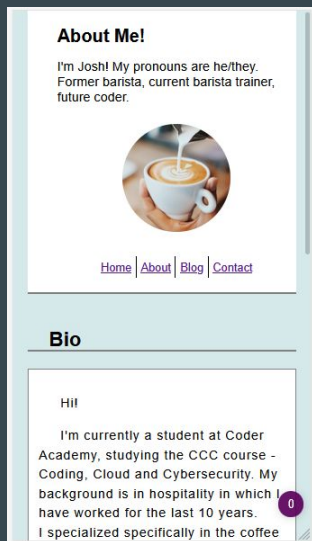 About Me!
I'm Josh! My pronouns are he/they.
Former barista, current barista trainer,
future coder.
Home About Blog Contact
Bio
Hi!
I'm currently a student at Coder
Academy, studying the CCC course -
Coding, Cloud and Cybersecurity. My
background is in hospitality in which I
have worked for the last 10 years.
I specialized specifically in the coffee
0